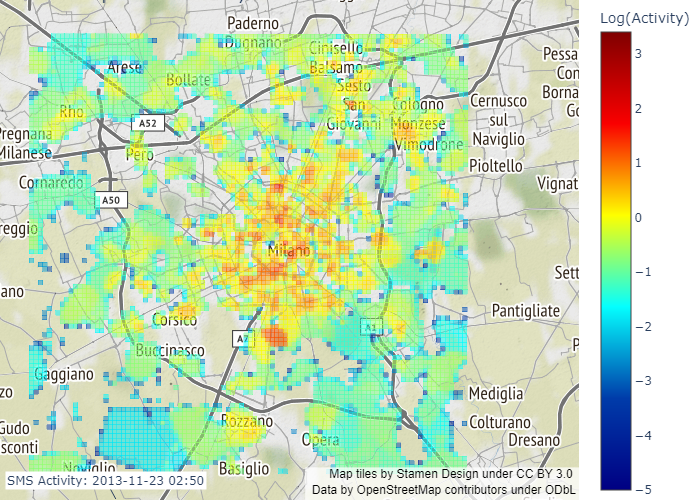 Paderno
Dugnano
Cinisello
Balsamo
Log(Activity)
Arese
Bollate
Sesto
San
Giovanni
Pessa
Con
Borna
Go
Rho
A52
Cologno
Monzese
Cernusco
sul
Naviglio
Pregnana
Milanese
Pero
Vimodrone
Pioltello
Cornaredo
A50
Vignat
reggio
Milano
Sett
ano
Corsico
Pantigliate
A7
A1
Buccinasco
P
Gaggiano
zo
Mediglia
Gudo
sconti
Rozzano
Opera
Colturano
Dresano
Noviglio
Basiglio
SMS Activity: 2013-11-23 02:50
Map tiles by Stamen Design under CC BY 3.0
Data by OpenStreetMap contributors under ODbL
3
2
1
0
−1
−2
−3
−4
−5